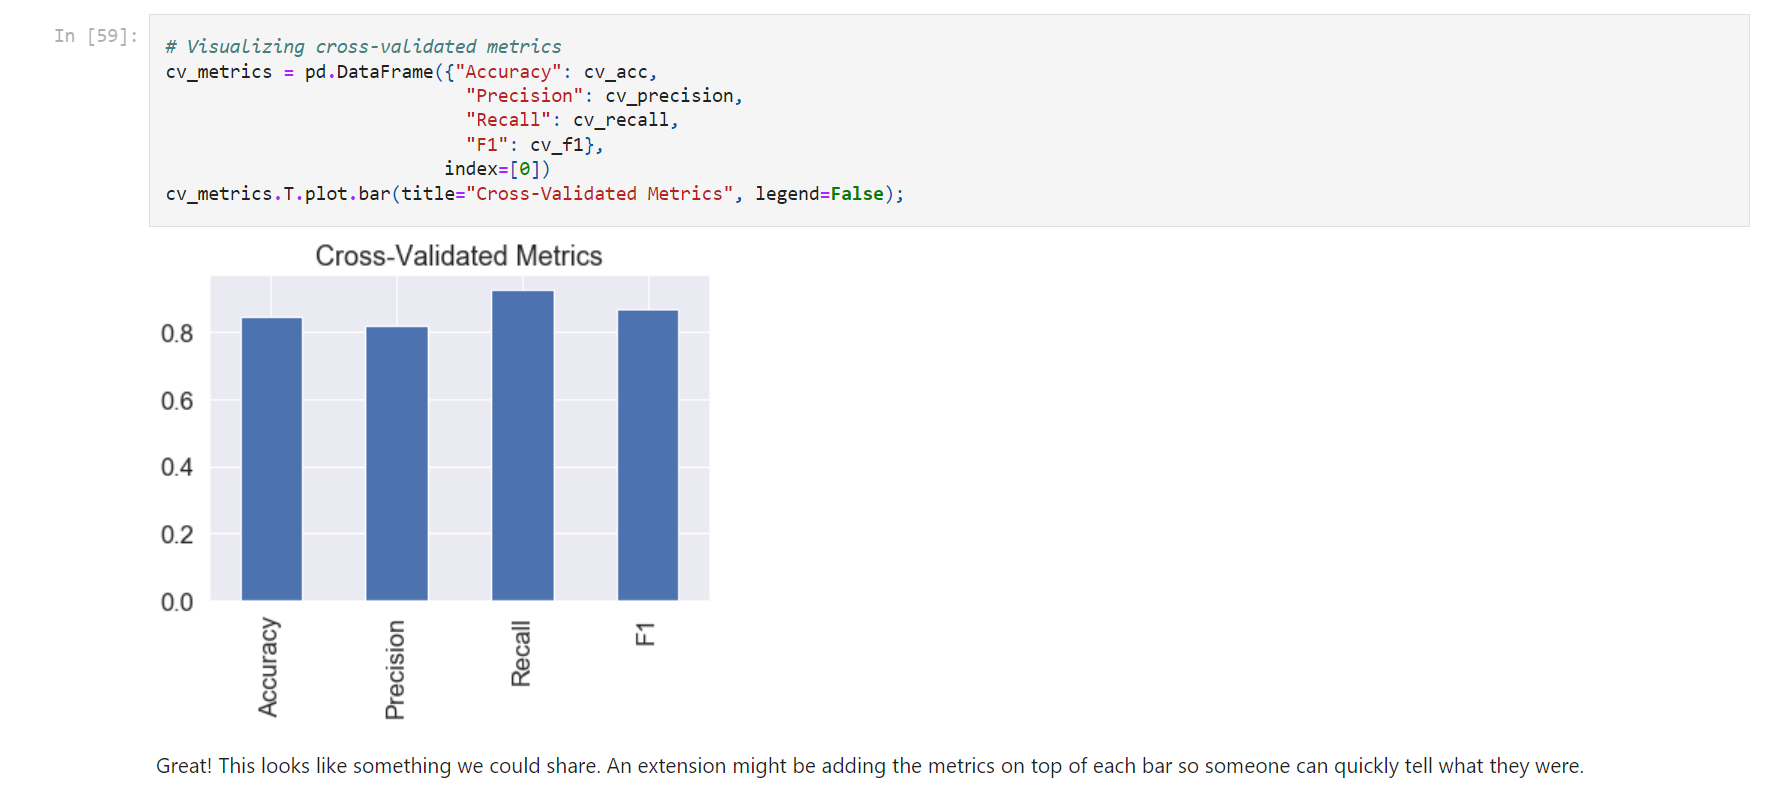 In [59]:
# Visualizing cross-validated metrics
cv_metrics = pd.DataFrame({"Accuracy": cv_acc,
                            "Precision": cv_precision,
                            "Recall": cv_recall,
                            "F1": cv_f1},
                          index=[0])
cv_metrics.T.plot.bar(title="Cross-Validated Metrics", legend=False);
Cross-Validated Metrics
0.8
0.6
0.4
0.2
0.0
Accuracy
Precision
Recall
F1
Great! This looks like something we could share. An extension might be adding the metrics on top of each bar so someone can quickly tell what they were.